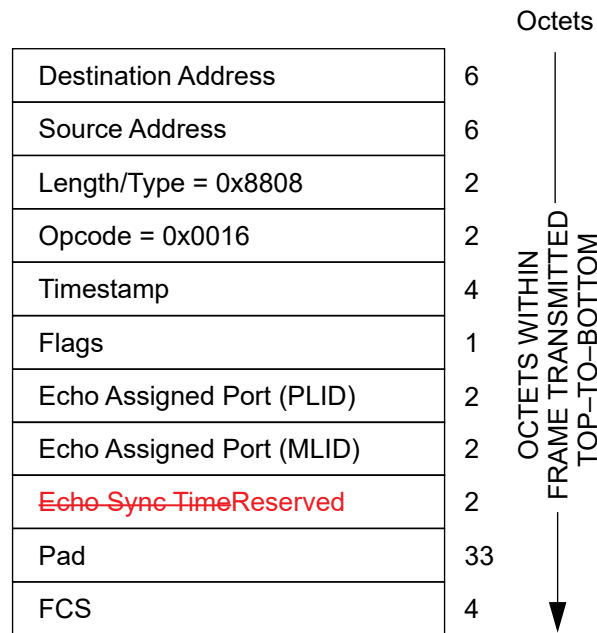 Octets
Destination Address 6
Source Address 6
Length/Type = 0x8808 2
Opcode = 0x0016 2
Timestamp 4
Flags 1
Echo Assigned Port (PLID) 2
Echo Assigned Port (MLID) 2
Echo Sync TimeReserved 2
Pad 33
FCS 4
OCTETS WITHIN
FRAME TRANSMITTED
TOP–TO–BOTTOM